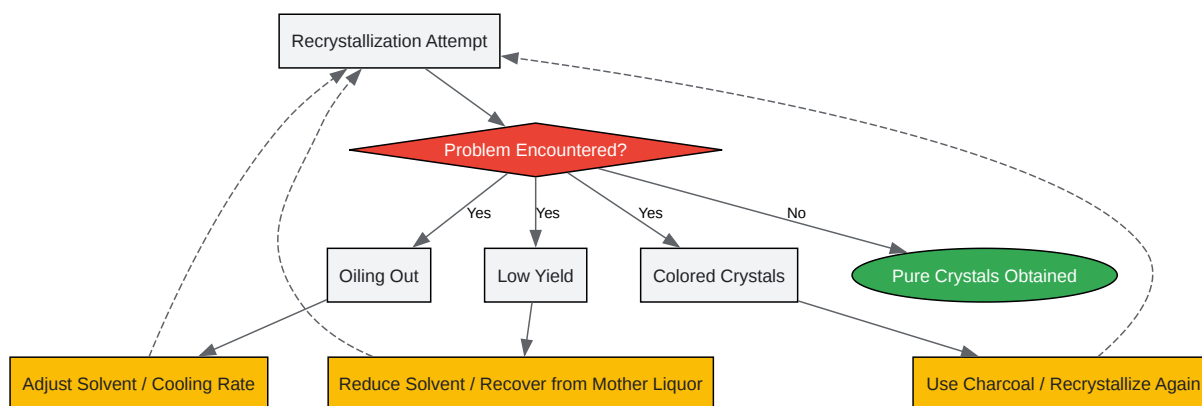 Recrystallization Attempt
Problem Encountered?
Yes
Yes
Yes
No
Oiling Out
Low Yield
Colored Crystals
Pure Crystals Obtained
Adjust Solvent / Cooling Rate
Reduce Solvent / Recover from Mother Liquor
Use Charcoal / Recrystallize Again